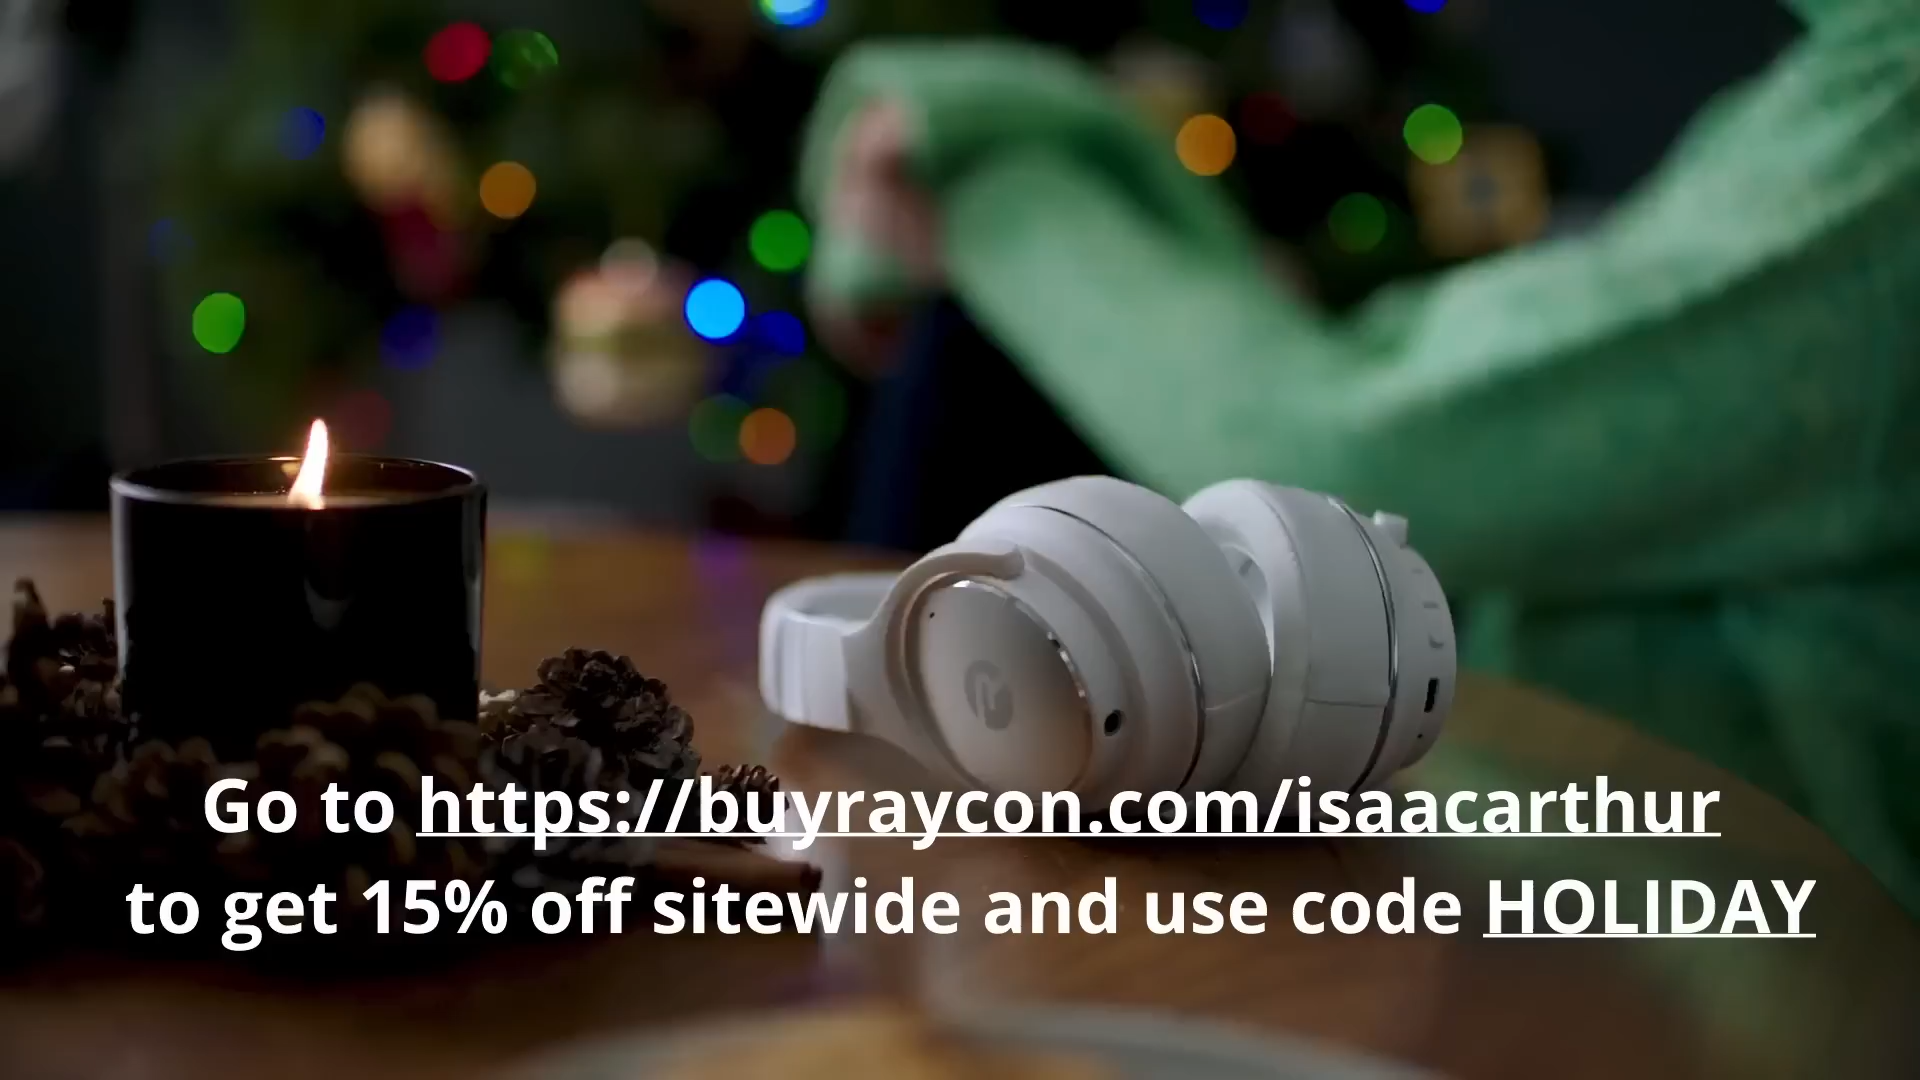 Go to https://buyraycon.com/isaacarthur
to get 15% off sitewide and use code HOLIDAY